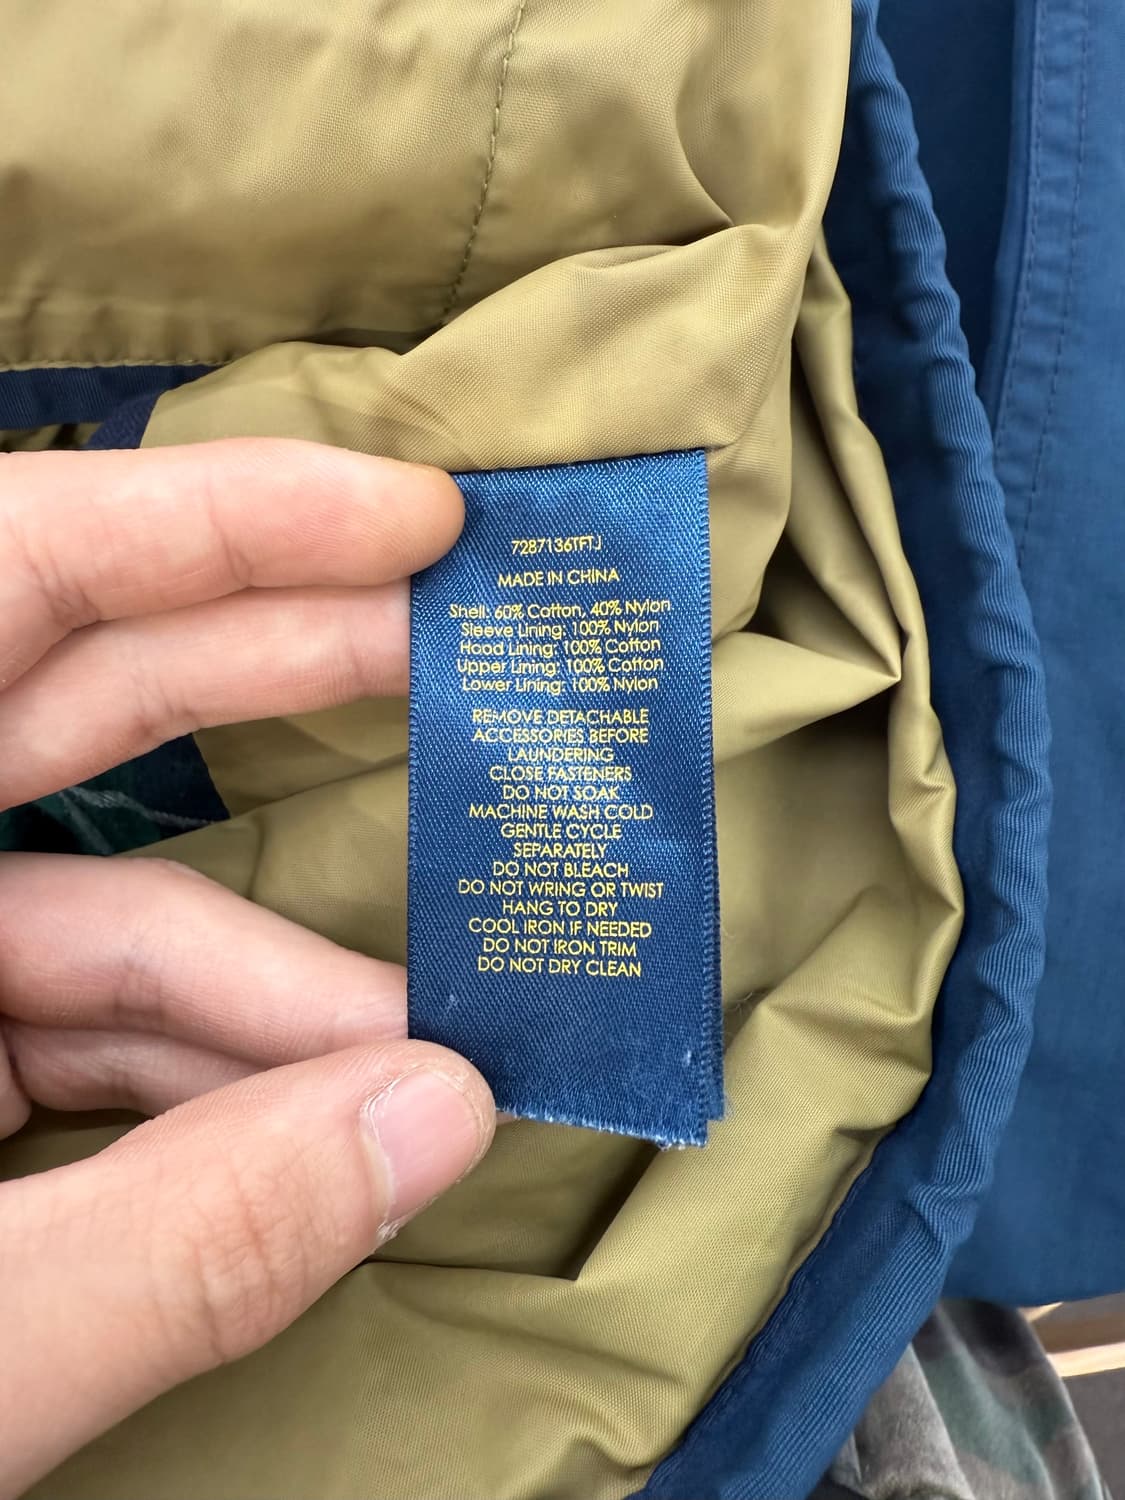 7287136TFTJ
MADE IN CHINA
Shell: 60% Cotton, 40% Nylon
Sleeve Lining: 100% Nylon
Hood Lining: 100% Cotton
Upper Lining: 100% Cotton
Lower Lining: 100% Nylon
REMOVE DETACHABLE
ACCESSORIES BEFORE
LAUNDERING
CLOSE FASTENERS
DO NOT SOAK
MACHINE WASH COLD
GENTLE CYCLE
SEPARATELY
DO NOT BLEACH
DO NOT WRING OR TWIST
HANG TO DRY
COOL IRON IF NEEDED
DO NOT IRON TRIM
DO NOT DRY CLEAN